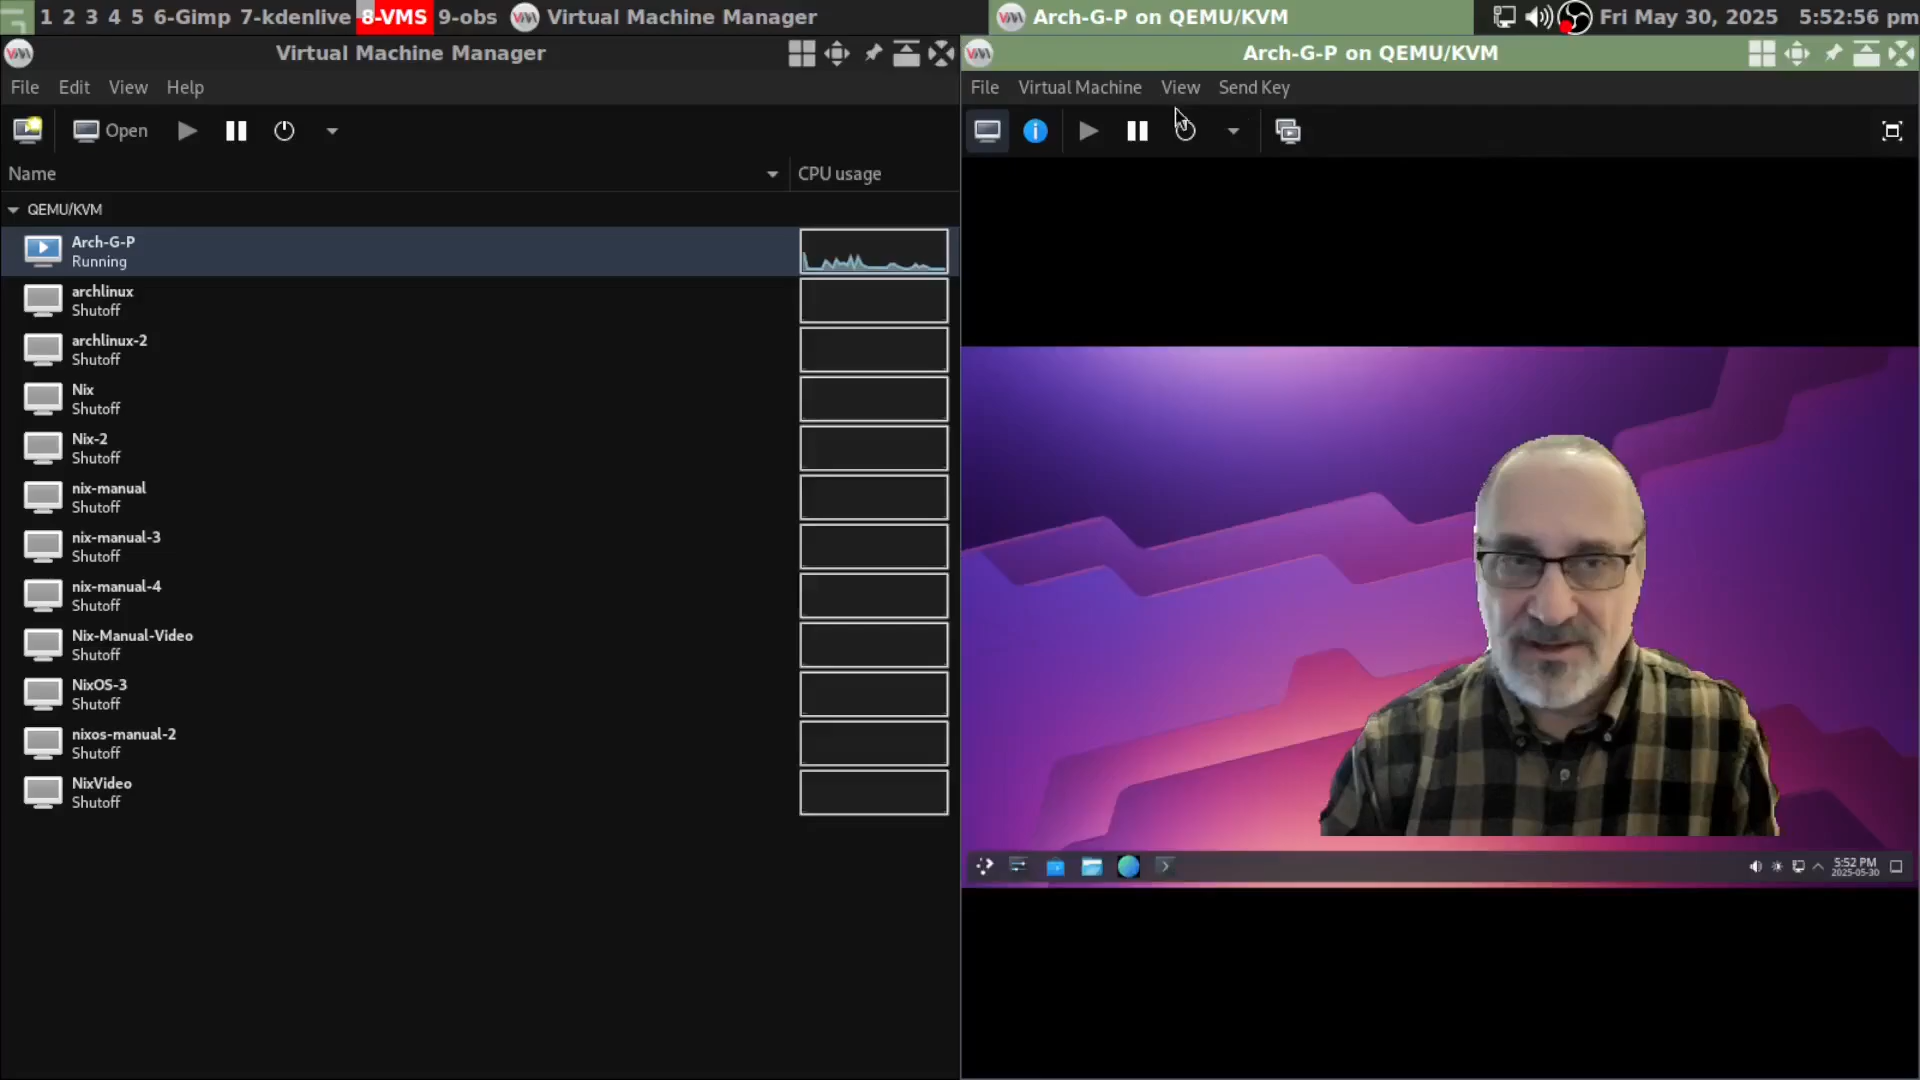 1 2 3 4 5 6-Gimp 7-kdenlive 8-VMS 9-obs Virtual Machine Manager Arch-G-P on QEMU/KVM Fri May 30, 2025 5:52:56 pm
Virtual Machine Manager
File Edit View Help
Open
Name CPU usage
QEMU/KVM
Arch-G-P
Running
archlinux
Shutoff
archlinux-2
Shutoff
Nix
Shutoff
Nix-2
Shutoff
nix-manual
Shutoff
nix-manual-3
Shutoff
nix-manual-4
Shutoff
Nix-Manual-Video
Shutoff
NixOS-3
Shutoff
nixos-manual-2
Shutoff
NixVideo
Shutoff
Arch-G-P on QEMU/KVM
File Virtual Machine View Send Key
5:52 PM
2025-05-30